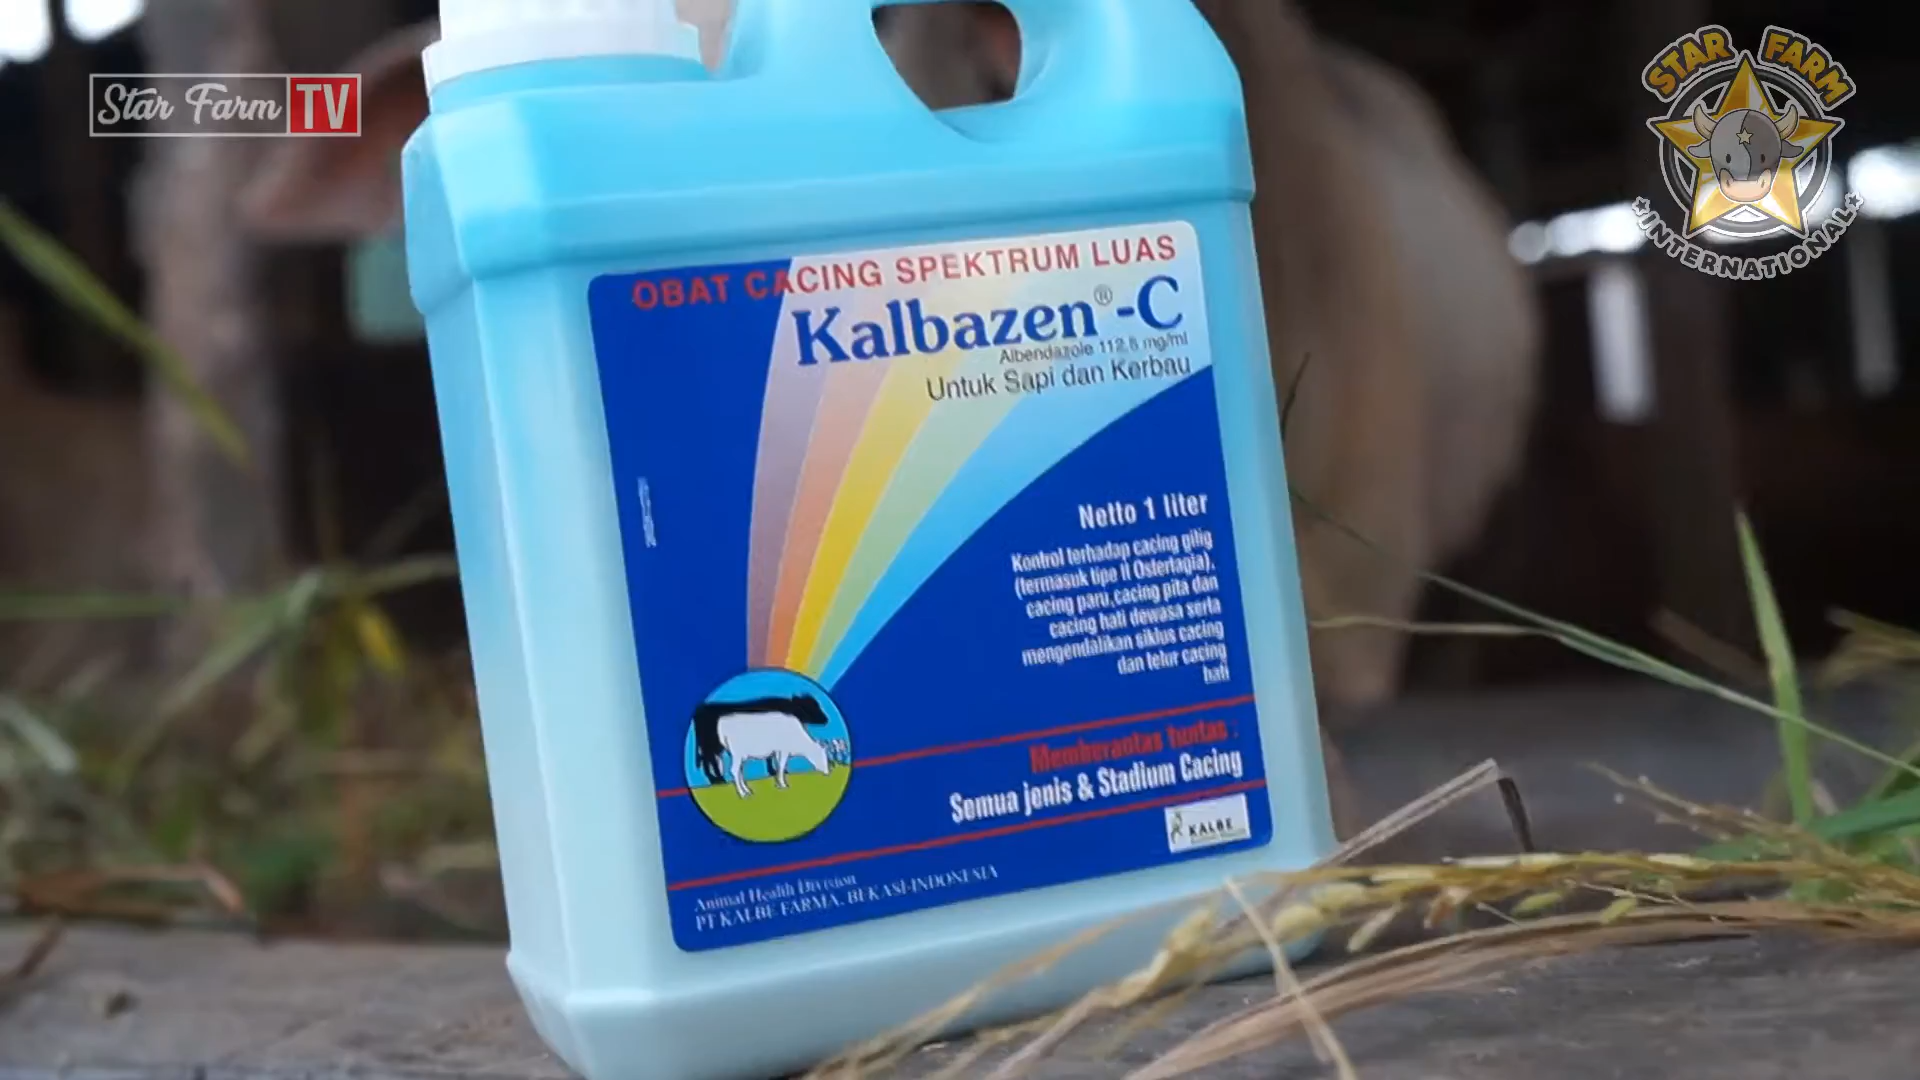 Star Farm TV
STAR FARM
INTERNATIONAL
OBAT CACING SPEKTRUM LUAS
Kalbazen®-C
Albendazole 112,5 mg/ml
Untuk Sapi dan Kerbau
Netto 1 liter
Kontrol terhadap cacing gilig
(termasuk tipe II Ostertagia),
cacing paru,cacing pita dan
cacing hati dewasa serta
mengendalikan siklus cacing
dan telur cacing
hati
Memberantas tuntas :
Semua jenis & Stadium Cacing
KALBE
Animal Health Division
PT KALBE FARMA, BEKASI-INDONESIA